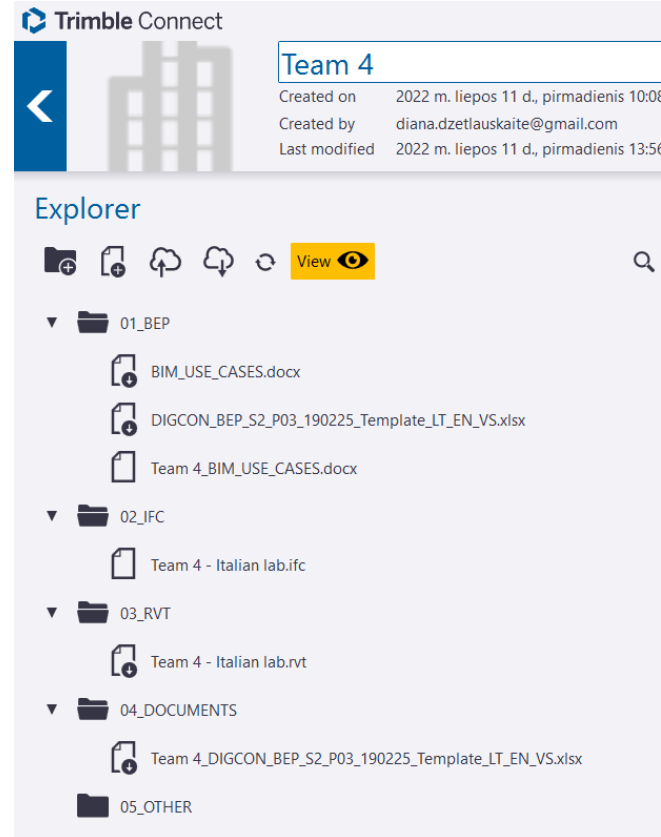 Trimble Connect
Team 4
Created on 2022 m. liepos 11 d., pirmadienis 10:08
Created by diana.dzetlauskaite@gmail.com
Last modified 2022 m. liepos 11 d., pirmadienis 13:56
Explorer
View
01_BEP
BIM_USE_CASES.docx
DIGCON_BEP_S2_P03_190225_Template_LT_EN_VS.xlsx
Team 4_BIM_USE_CASES.docx
02_IFC
Team 4 - Italian lab.ifc
03_RVT
Team 4 - Italian lab.rvt
04_DOCUMENTS
Team 4_DIGCON_BEP_S2_P03_190225_Template_LT_EN_VS.xlsx
05_OTHER